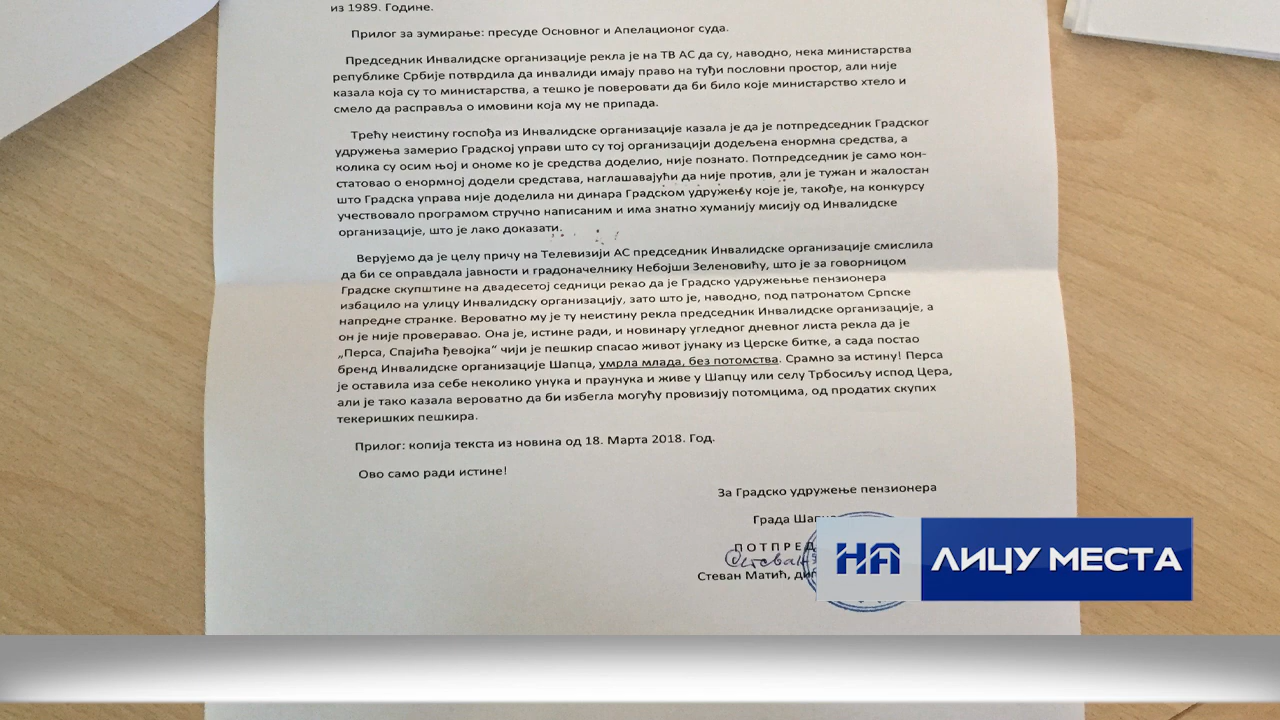 из 1989. Године.
Прилог за зумирање: пресуде Основног и Апелационог суда.
Председник Инвалидске организације рекла је на ТВ АС да су, наводно, нека министарства
републике Србије потврдила да инвалиди имају право на туђи пословни простор, али није
казала која су то министарства, а тешко је поверовати да би било које министарство хтело и
смело да расправља о имовини која му не припада.
Трећу неистину госпођа из Инвалидске организације казала је да је потпредседник Градског
удружења замерио Градској управи што су тој организацији додељена енормна средства, а
колика су осим њој и ономе ко је средства доделио, није познато. Потпредседник је само кон-
статовао о енормној додели средстава, наглашавајући да није против, али је тужан и жалостан
што Градска управа није доделила ни динара Градском удружењу које је, такође, на конкурсу
учествовало програмом стручно написаним и има знатно хуманију мисију од Инвалидске
организације, што је лако доказати.
Верујемо да је целу причу на Телевизији АС председник Инвалидске организације смислила
да би се оправдала јавности и градоначелнику Небојши Зеленовићу, што је за говорницом
Градске скупштине на двадесетој седници рекао да је Градско удружењње пензионера
избацило на улицу Инвалидску организацију, зато што је, наводно, под патронатом Српске
напредне странке. Вероватно му је ту неистину рекла председник Инвалидске организације, а
он је није проверавао. Она је, истине ради, и новинару угледног дневног листа рекла да је
„Перса, Спајића ђевојка“ чији је пешкир спасао живот јунаку из Церске битке, а сада постао
бренд Инвалидске организације Шапца, умрла млада, без потомства. Срамно за истину! Перса
је оставила иза себе неколико унука и праунука и живе у Шапцу или селу Трбосиљу испод Цера,
али је тако казала вероватно да би избегла могућу провизију потомцима, од продатих скупих
текеришких пешкира.
Прилог: копија текста из новина од 18. Марта 2018. Год.
Ово само ради истине!
За Градско удружење пензионера
Града
ПОТПРЕД
Стеван
Стеван Матић,
НА ЛИЦУ МЕСТА